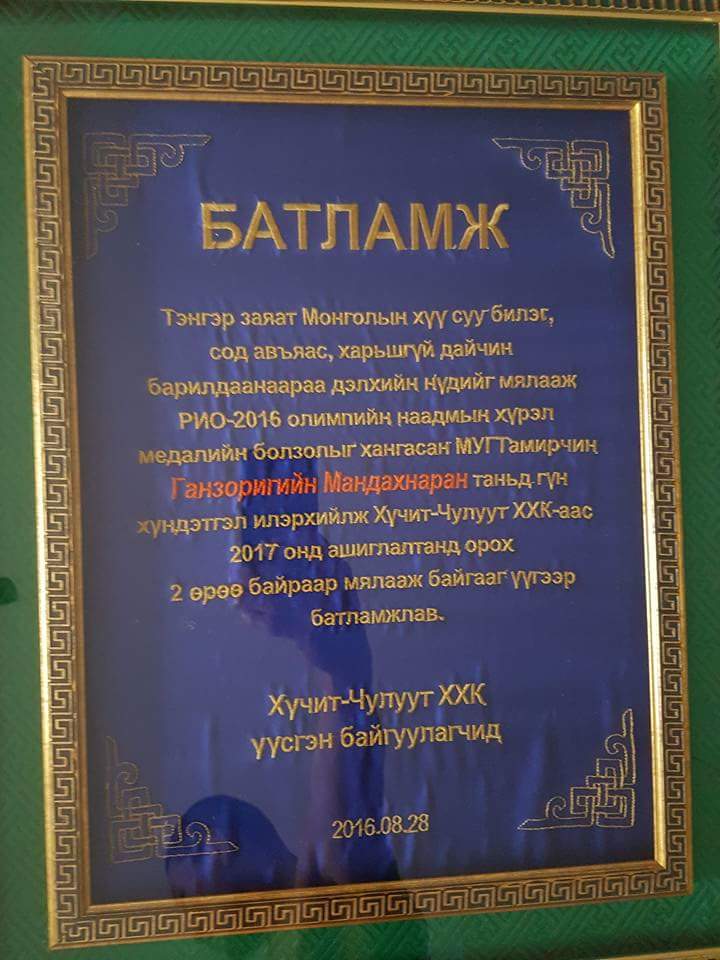 БАТЛАМЖ
Тэнгэр заяат Монголын хүү суу билэг,
сод авъяас, харьшгүй дайчин
барилдаанаараа дэлхийн нүдийг мялааж
РИО-2016 олимпийн наадмын хүрэл
медалийн болзолыг хангасан МУГТамирчин
Ганзоригийн Мандахнаран таньд гүн
хүндэтгэл илэрхийлж Хүчит-Чулуут ХХК-аас
2017 онд ашиглалтанд орох
2 өрөө байраар мялааж байгааг үүгээр
батламжлав.
Хүчит-Чулуут ХХК
үүсгэн байгуулагчид
2016.08.28